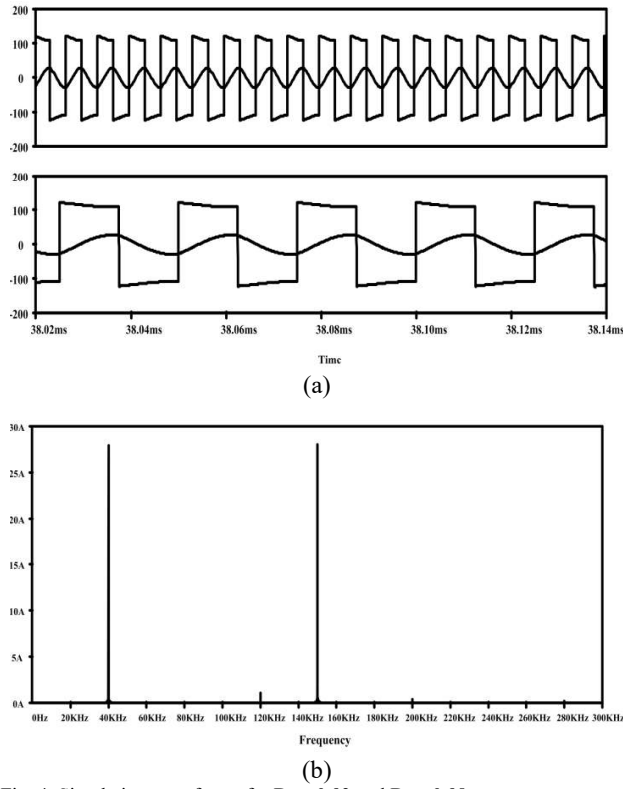 200
100
0
-100
-200
200
100
0
-100
-200
38.02ms 38.04ms 38.06ms 38.08ms 38.10ms 38.12ms 38.14ms
Time
(a)
30A
25A
20A
15A
10A
5A
0A
0Hz 20KHz 40KHz 60KHz 80KHz 100KHz 120KHz 140KHz 160KHz 180KHz 200KHz 220KHz 240KHz 260KHz 280KHz 300KHz
Frequency
(b)